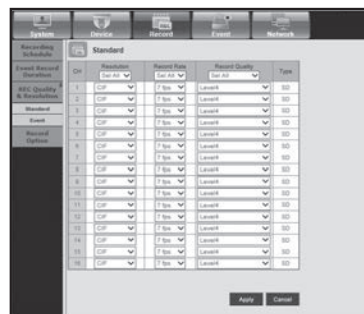 System Device Record Event Network
Recording
Schedule
Event Record
Duration
REC Quality
& Resolution
Standard
Event
Record
Option
Standard
CH Resolution Record Rate Record Quality Type
Set All Set All Set All
1 CIF 7 fps Level4 SD
2 CIF 7 fps Level4 SD
3 CIF 7 fps Level4 SD
4 CIF 7 fps Level4 SD
5 CIF 7 fps Level4 SD
6 CIF 7 fps Level4 SD
7 CIF 7 fps Level4 SD
8 CIF 7 fps Level4 SD
9 CIF 7 fps Level4 SD
10 CIF 7 fps Level4 SD
11 CIF 7 fps Level4 SD
12 CIF 7 fps Level4 SD
13 CIF 7 fps Level4 SD
14 CIF 7 fps Level4 SD
15 CIF 7 fps Level4 SD
16 CIF 7 fps Level4 SD
Apply Cancel